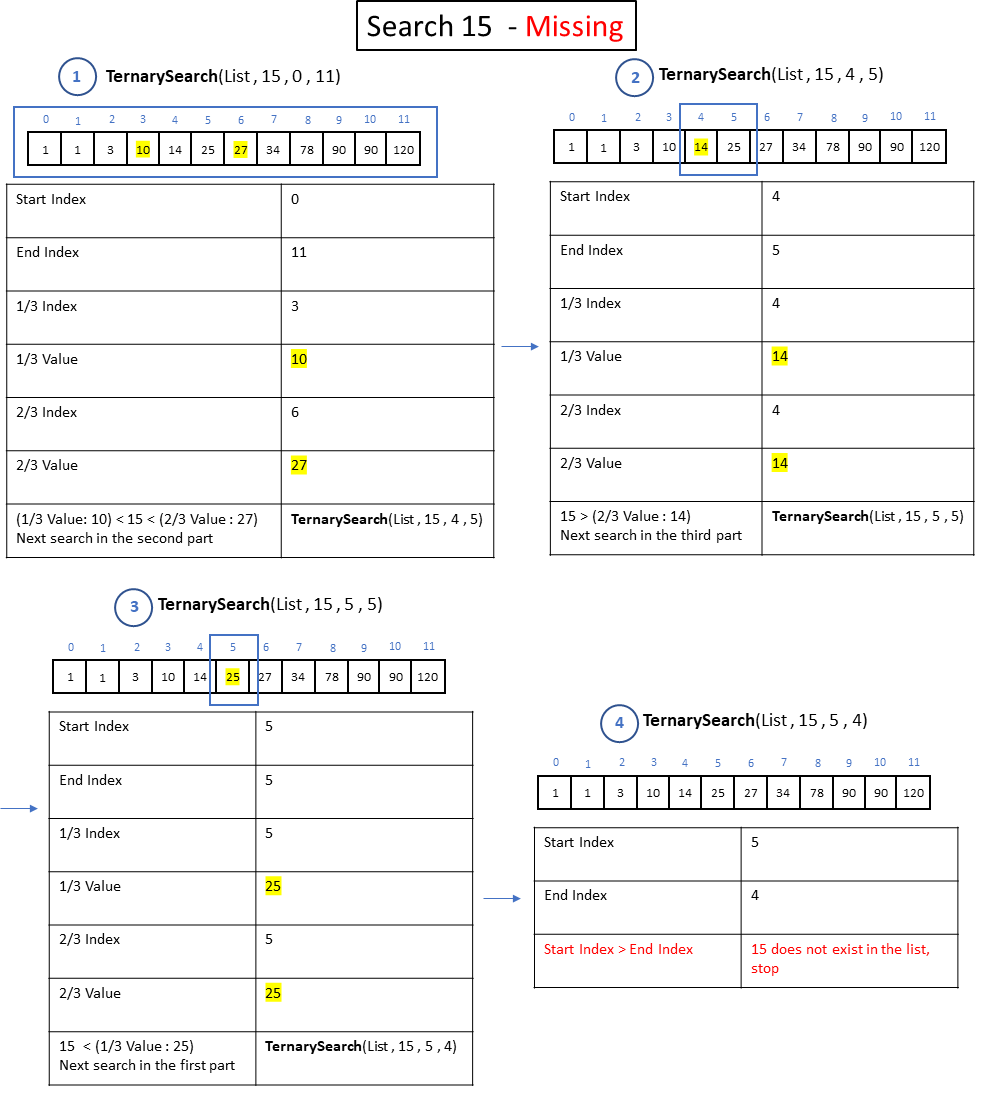 Search 15 - Missing
1 TernarySearch(List , 15 , 0 , 11)
0 1 2 3 4 5 6 7 8 9 10 11
1 1 3 10 14 25 27 34 78 90 90 120
Start Index 0
End Index 11
1/3 Index 3
1/3 Value 10
2/3 Index 6
2/3 Value 27
(1/3 Value: 10) < 15 < (2/3 Value : 27) TernarySearch(List , 15 , 4 , 5)
Next search in the second part
2 TernarySearch(List , 15 , 4 , 5)
0 1 2 3 4 5 6 7 8 9 10 11
1 1 3 10 14 25 27 34 78 90 90 120
Start Index 4
End Index 5
1/3 Index 4
1/3 Value 14
2/3 Index 4
2/3 Value 14
15 > (2/3 Value : 14) TernarySearch(List , 15 , 5 , 5)
Next search in the third part
3 TernarySearch(List , 15 , 5 , 5)
0 1 2 3 4 5 6 7 8 9 10 11
1 1 3 10 14 25 27 34 78 90 90 120
Start Index 5
End Index 5
1/3 Index 5
1/3 Value 25
2/3 Index 5
2/3 Value 25
15 < (1/3 Value : 25) TernarySearch(List , 15 , 5 , 4)
Next search in the first part
4 TernarySearch(List , 15 , 5 , 4)
0 1 2 3 4 5 6 7 8 9 10 11
1 1 3 10 14 25 27 34 78 90 90 120
Start Index 5
End Index 4
Start Index > End Index 15 does not exist in the list,
stop